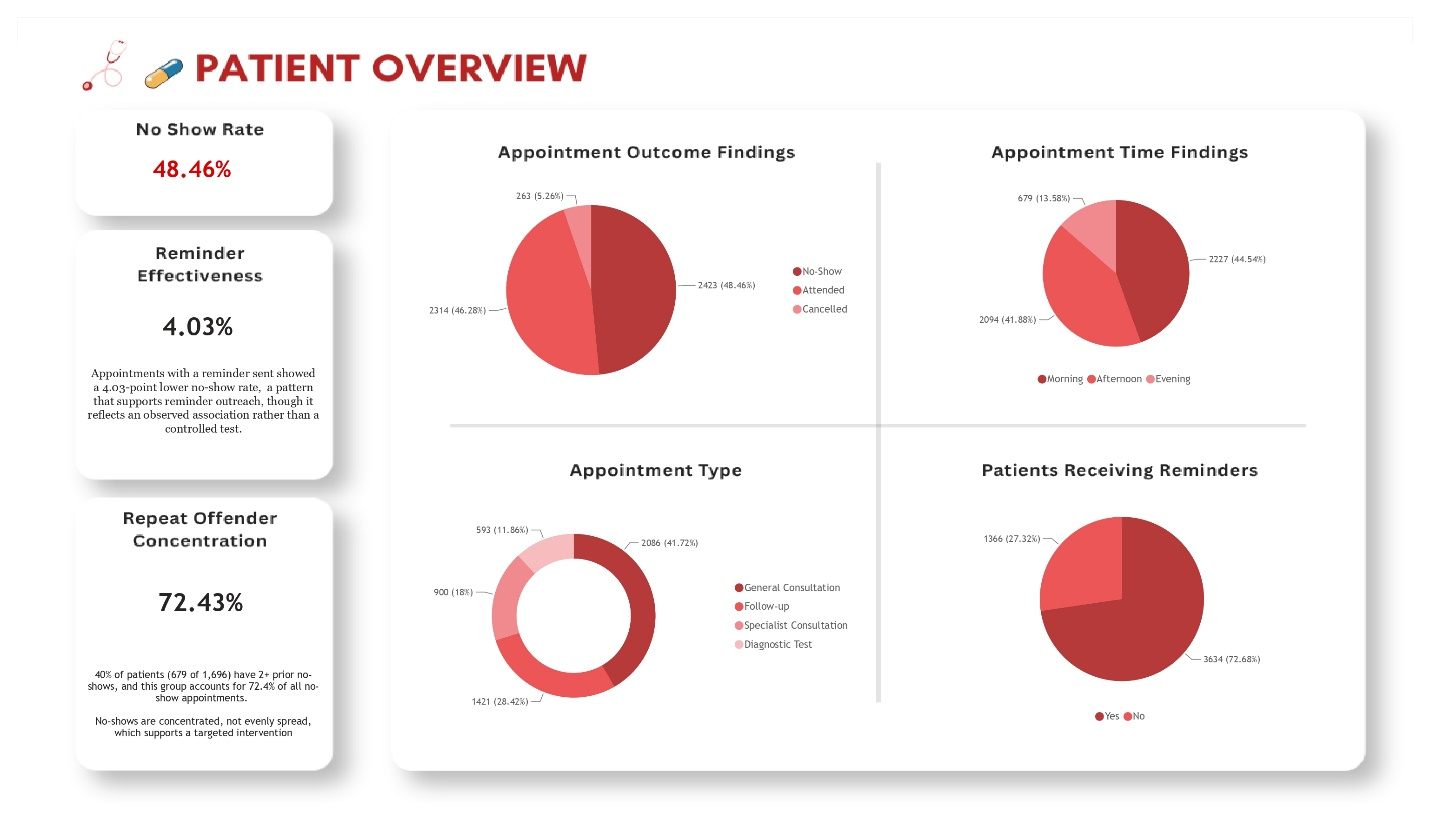 PATIENT OVERVIEW
No Show Rate
48.46%
Reminder
Effectiveness
4.03%
Appointments with a reminder sent showed
a 4.03-point lower no-show rate, a pattern
that supports reminder outreach, though it
reflects an observed association rather than a
controlled test.
Repeat Offender
Concentration
72.43%
40% of patients (679 of 1,696) have 2+ prior no-
shows, and this group accounts for 72.4% of all no-
show appointments.
No-shows are concentrated, not evenly spread,
which supports a targeted intervention
Appointment Outcome Findings
263 (5.26%)
2423 (48.46%)
2314 (46.28%)
No-Show
Attended
Cancelled
Appointment Time Findings
679 (13.58%)
2227 (44.54%)
2094 (41.88%)
Morning Afternoon Evening
Appointment Type
593 (11.86%)
2086 (41.72%)
900 (18%)
1421 (28.42%)
General Consultation
Follow-up
Specialist Consultation
Diagnostic Test
Patients Receiving Reminders
1366 (27.32%)
3634 (72.68%)
Yes No